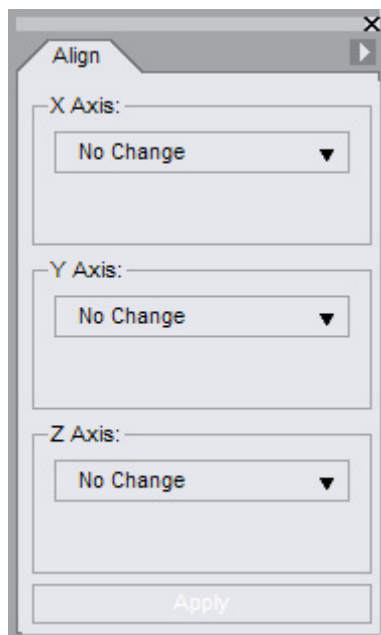 Align
X Axis:
No Change
Y Axis:
No Change
Z Axis:
No Change
Apply